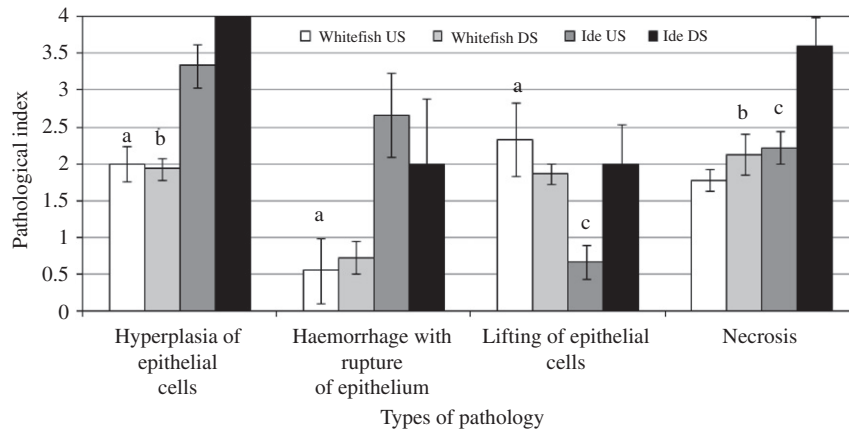 4
3.5
3
2.5
2
1.5
1
0.5
0
Pathological index
Whitefish US Whitefish DS Ide US Ide DS
a b
a
a
c
b c
Hyperplasia of
epithelial
cells
Haemorrhage with
rupture
of epithelium
Lifting of epithelial
cells
Necrosis
Types of pathology